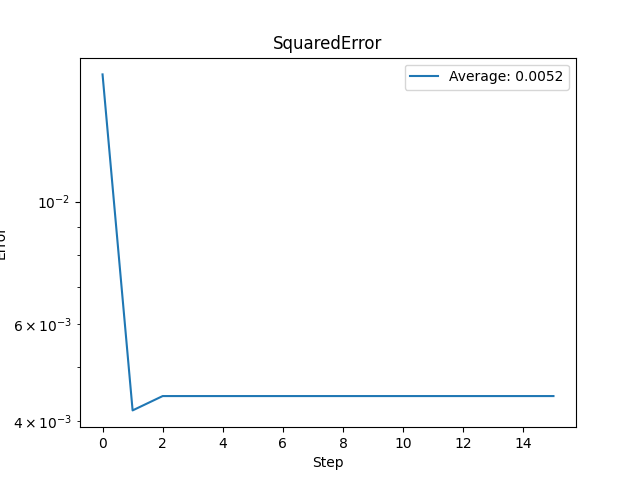 SquaredError
Average: 0.0052
10⁻²
6 × 10⁻³
4 × 10⁻³
Error
0 2 4 6 8 10 12 14
Step